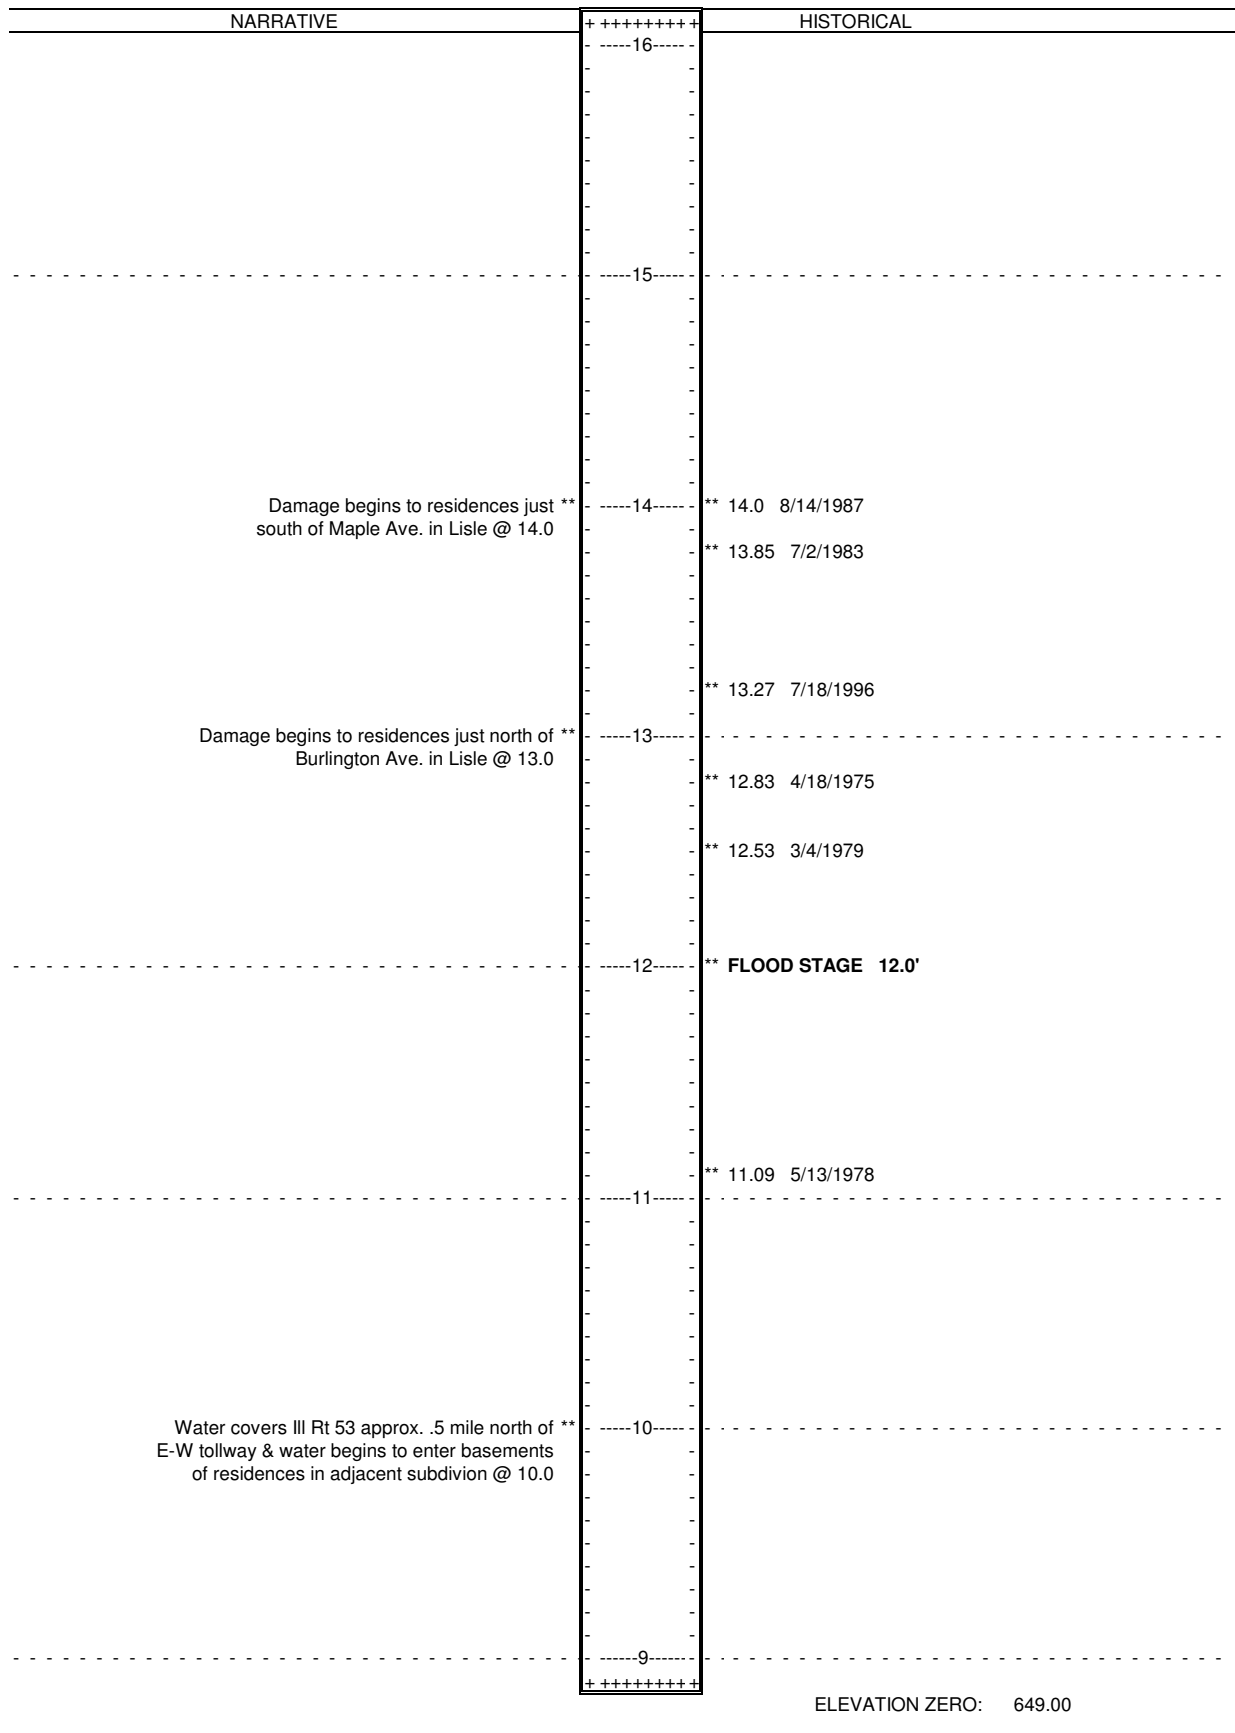 NARRATIVE + +++++++++ + HISTORICAL
- -----16----- -
- - - - - - - - - - - - - - - - - - - - - - - - - - - - - - - - - - - -----15----- - - - - - - - - - - - - - - - - - - - - - - - - - - - - - - - - -
Damage begins to residences just ** - -----14----- - ** 14.0 8/14/1987
south of Maple Ave. in Lisle @ 14.0
** 13.85 7/2/1983
** 13.27 7/18/1996
Damage begins to residences just north of ** - -----13----- - - - - - - - - - - - - - - - - - - - - - - - - - - - - - - - - -
Burlington Ave. in Lisle @ 13.0
** 12.83 4/18/1975
** 12.53 3/4/1979
- - - - - - - - - - - - - - - - - - - - - - - - - - - - - - - - - - - -----12----- - ** FLOOD STAGE 12.0'
** 11.09 5/13/1978
- - - - - - - - - - - - - - - - - - - - - - - - - - - - - - - - - - - -----11----- - - - - - - - - - - - - - - - - - - - - - - - - - - - - - - - - -
Water covers Ill Rt 53 approx. .5 mile north of ** - -----10----- - - - - - - - - - - - - - - - - - - - - - - - - - - - - - - - - -
E-W tollway & water begins to enter basements
of residences in adjacent subdivion @ 10.0
- - - - - - - - - - - - - - - - - - - - - - - - - - - - - - - - - - - ------9------ - - - - - - - - - - - - - - - - - - - - - - - - - - - - - - - - -
+ +++++++++ +
ELEVATION ZERO: 649.00